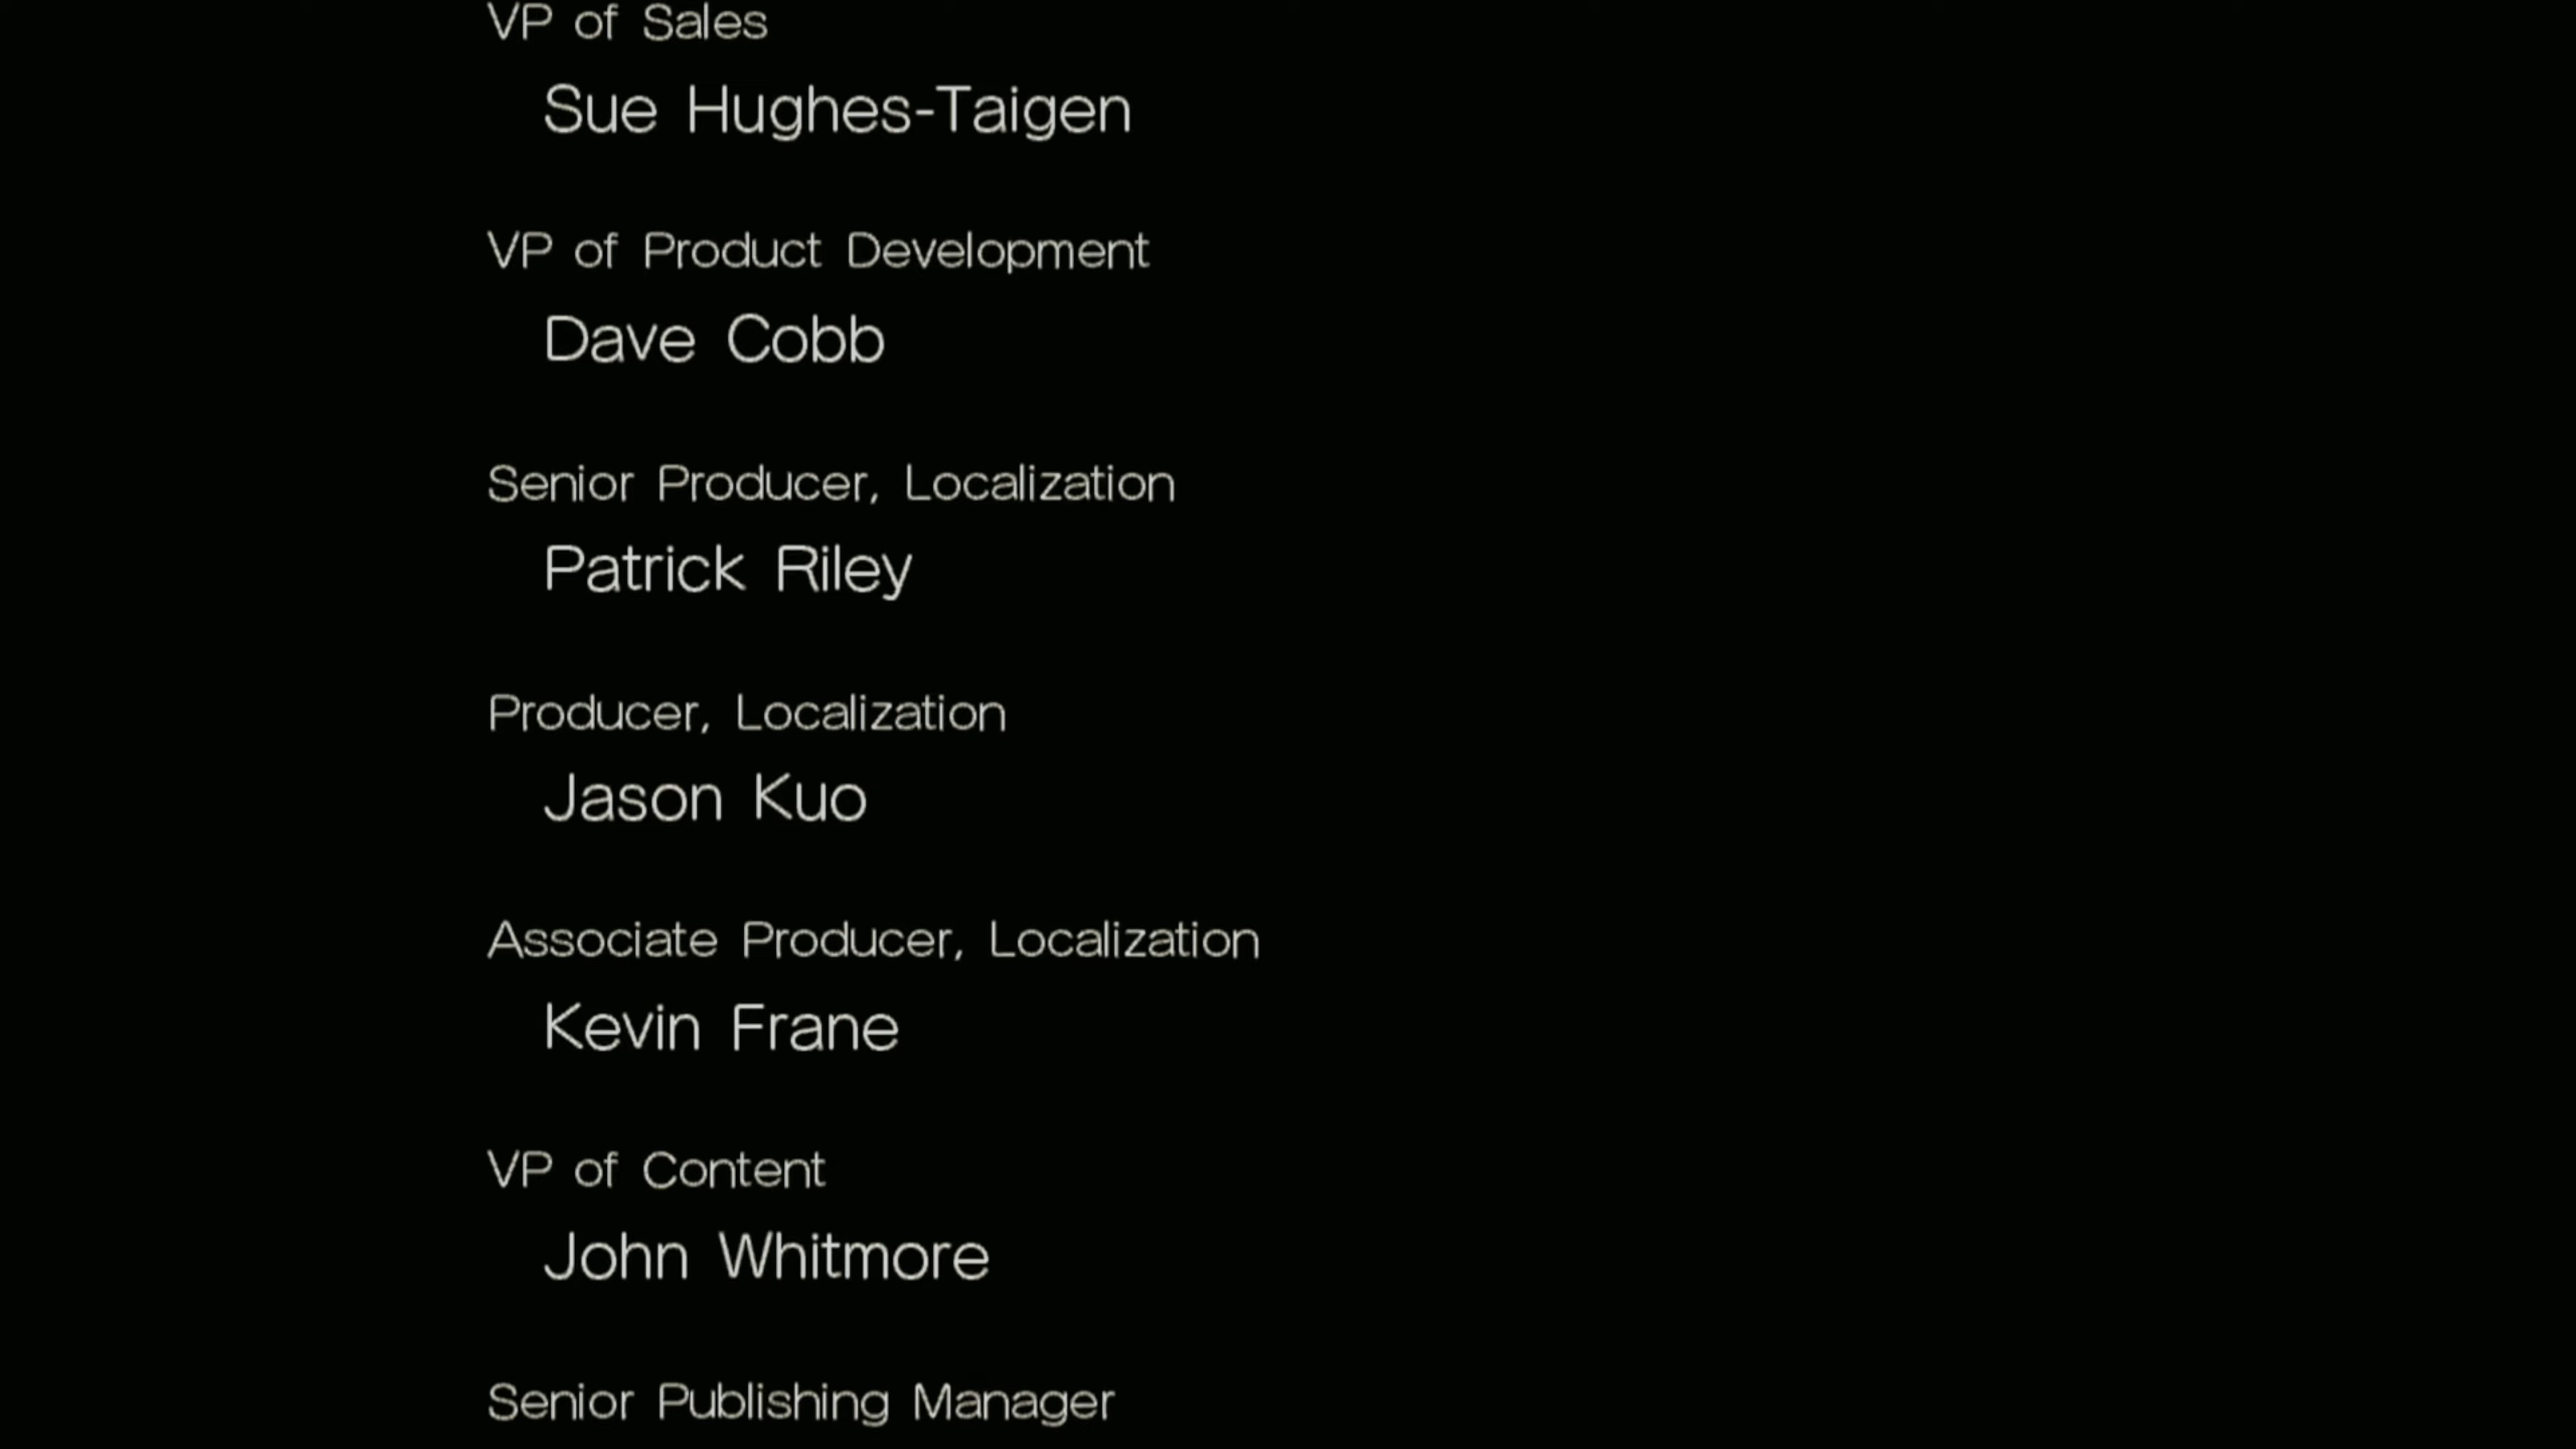 VP of Sales
Sue Hughes-Taigen
VP of Product Development
Dave Cobb
Senior Producer, Localization
Patrick Riley
Producer, Localization
Jason Kuo
Associate Producer, Localization
Kevin Frane
VP of Content
John Whitmore
Senior Publishing Manager